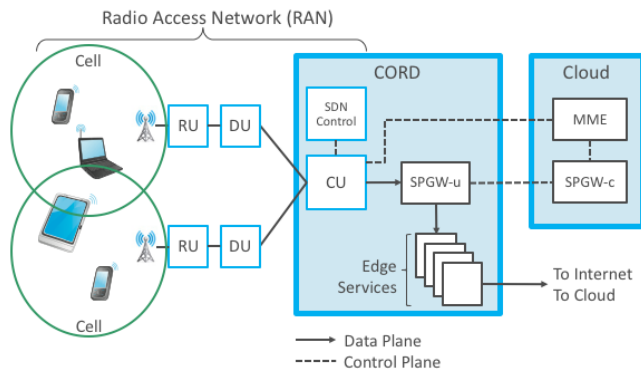 Radio Access Network (RAN)
Cell
CORD
Cloud
SDN
Control
MME
RU
DU
CU
SPGW-u
SPGW-c
RU
DU
Edge
Services
To Internet
To Cloud
Cell
Data Plane
Control Plane